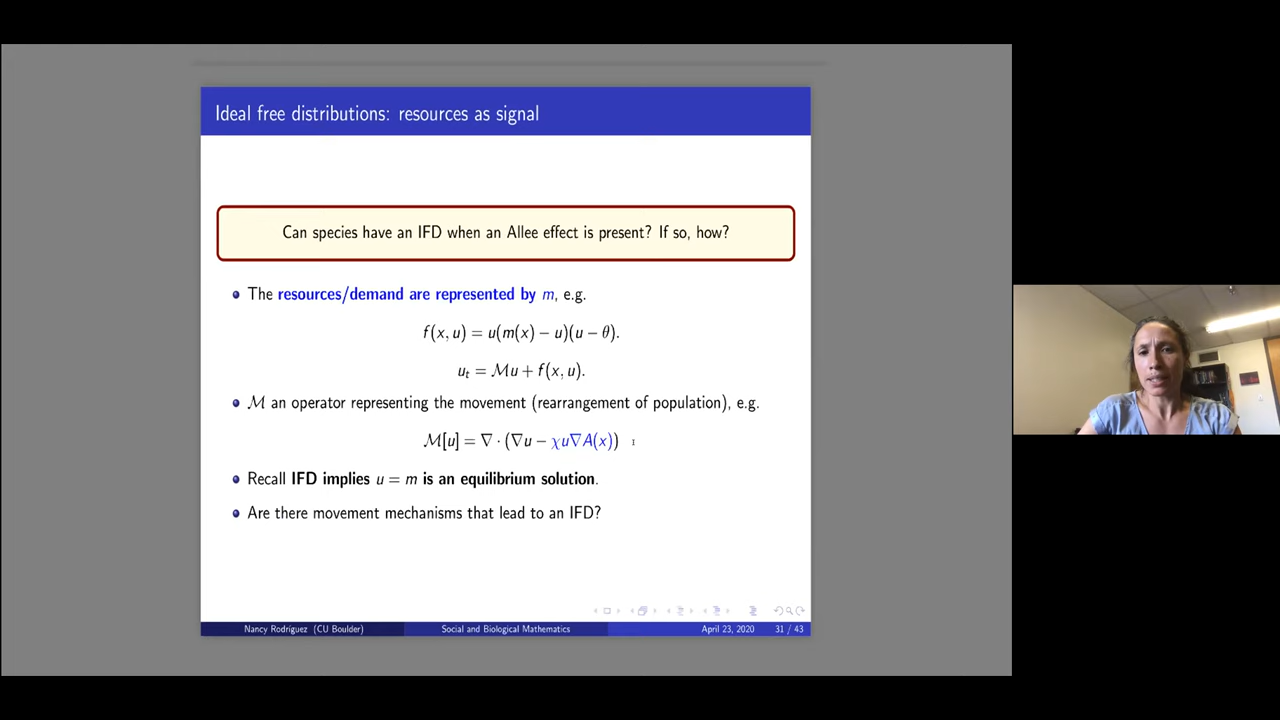 Ideal free distributions: resources as signal
Can species have an IFD when an Allee effect is present? If so, how?
The resources/demand are represented by m, e.g.
f(x, u) = u(m(x) − u)(u − θ).
u_t = ℳu + f(x, u).
ℳ an operator representing the movement (rearrangement of population), e.g.
ℳ[u] = ∇ · (∇u − χu∇A(x))
Recall IFD implies u = m is an equilibrium solution.
Are there movement mechanisms that lead to an IFD?
Nancy Rodriguez (CU Boulder) Social and Biological Mathematics April 23, 2020 31 / 43